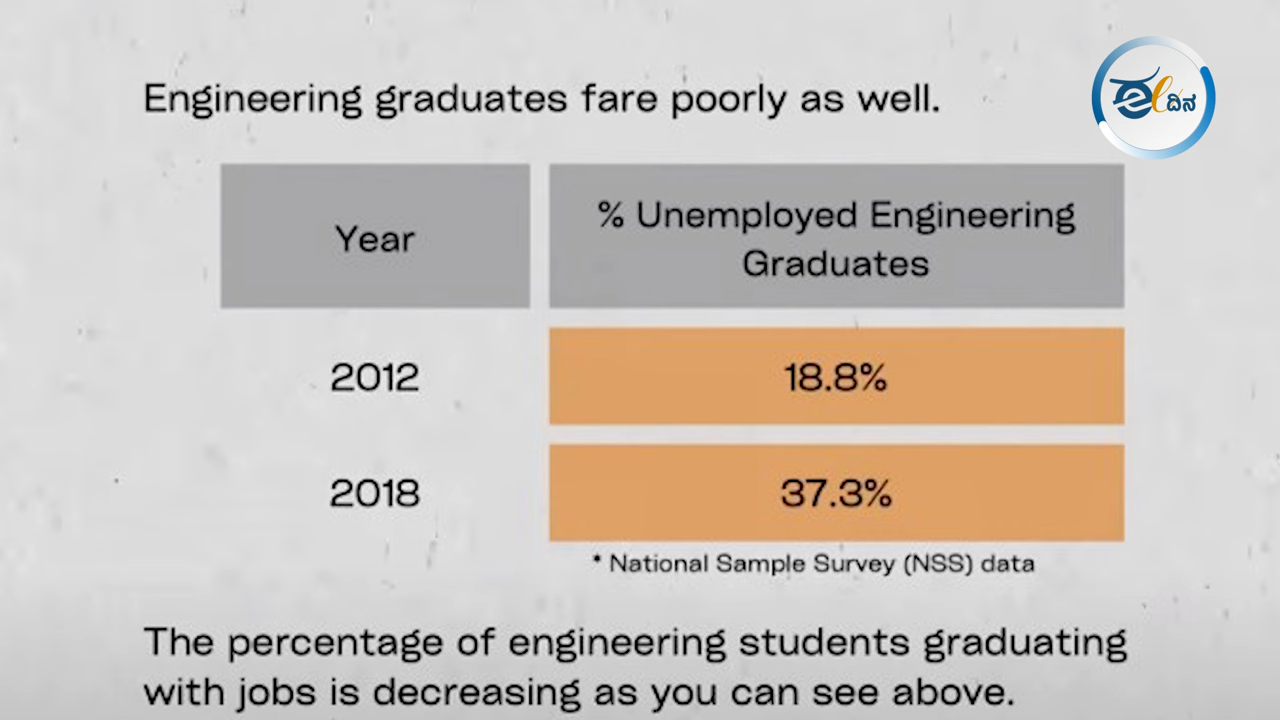 Engineering graduates fare poorly as well.
ಈ ದಿನ
Year
% Unemployed Engineering
Graduates
2012
18.8%
2018
37.3%
* National Sample Survey (NSS) data
The percentage of engineering students graduating
with jobs is decreasing as you can see above.